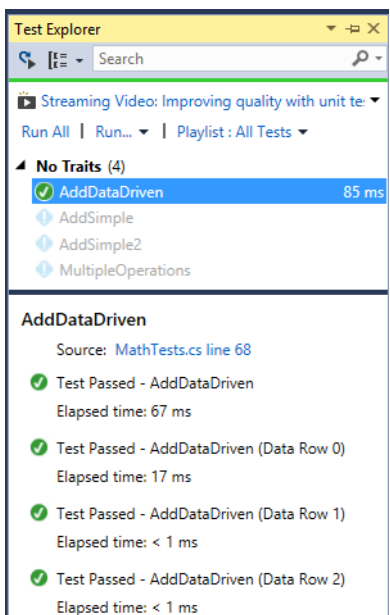 Test Explorer
Search
Streaming Video: Improving quality with unit te:
Run All | Run... | Playlist : All Tests
No Traits (4)
AddDataDriven 85 ms
AddSimple
AddSimple2
MultipleOperations
AddDataDriven
Source: MathTests.cs line 68
Test Passed - AddDataDriven
Elapsed time: 67 ms
Test Passed - AddDataDriven (Data Row 0)
Elapsed time: 17 ms
Test Passed - AddDataDriven (Data Row 1)
Elapsed time: < 1 ms
Test Passed - AddDataDriven (Data Row 2)
Elapsed time: < 1 ms